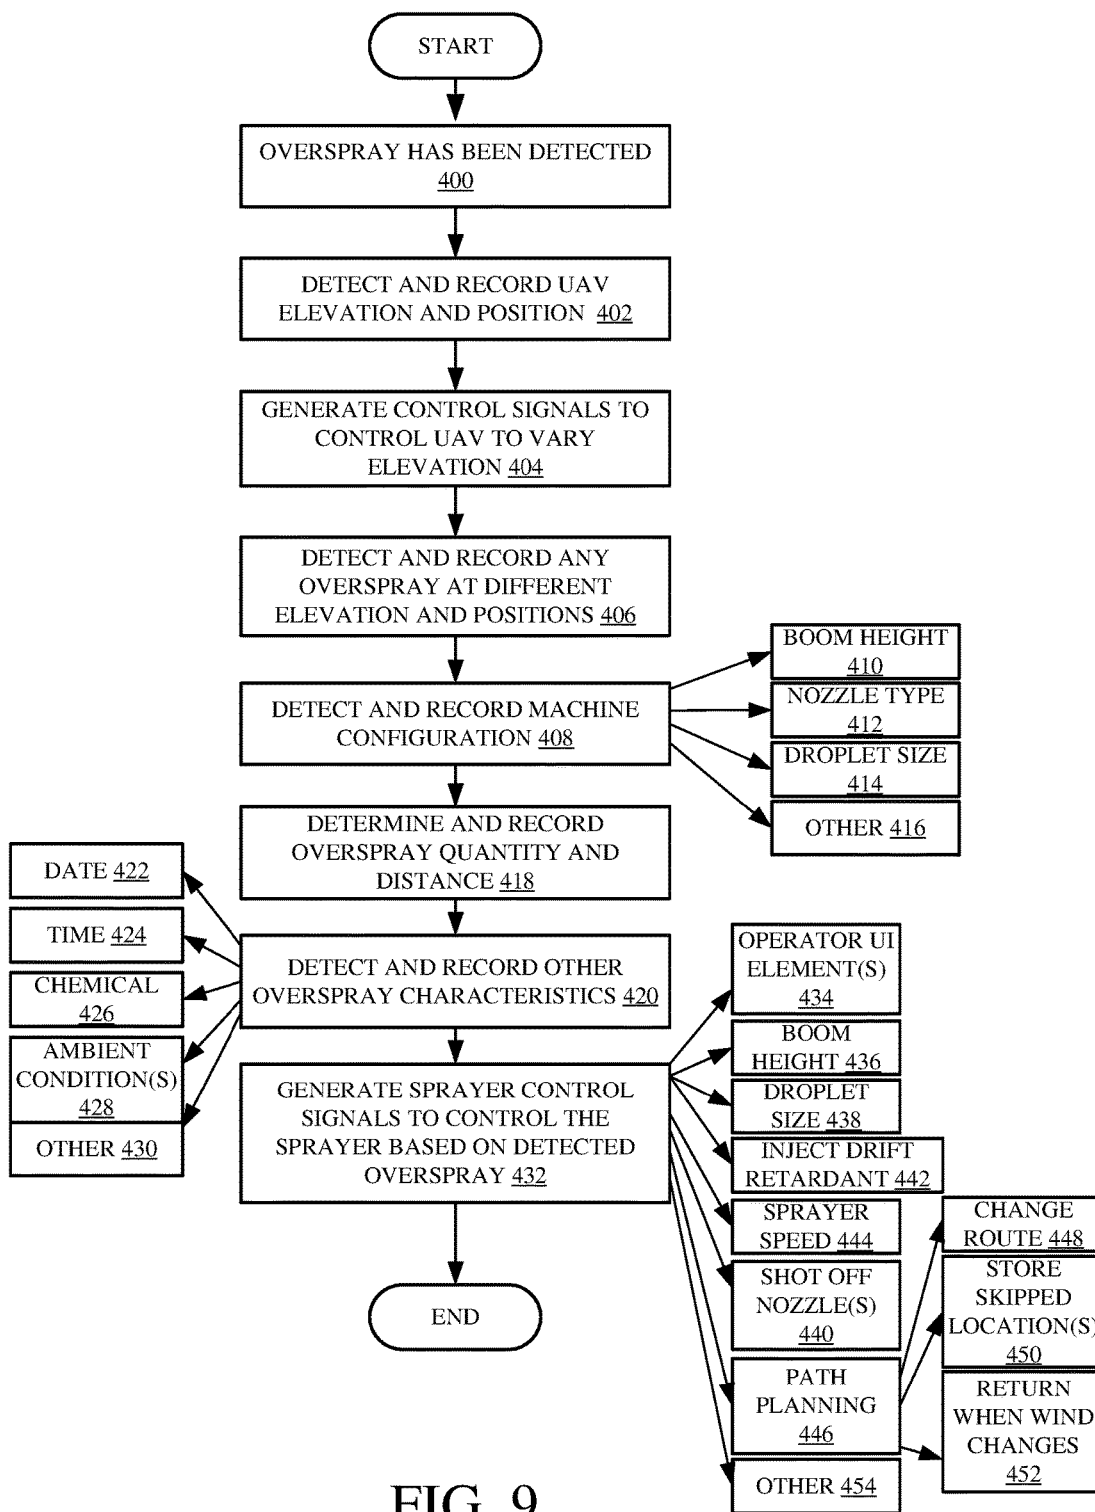 START
OVERSPRAY HAS BEEN DETECTED
400
DETECT AND RECORD UAV
ELEVATION AND POSITION 402
GENERATE CONTROL SIGNALS TO
CONTROL UAV TO VARY
ELEVATION 404
DETECT AND RECORD ANY
OVERSPRAY AT DIFFERENT
ELEVATION AND POSITIONS 406
DETECT AND RECORD MACHINE
CONFIGURATION 408
BOOM HEIGHT
410
NOZZLE TYPE
412
DROPLET SIZE
414
OTHER 416
DETERMINE AND RECORD
OVERSPRAY QUANTITY AND
DISTANCE 418
DETECT AND RECORD OTHER
OVERSPRAY CHARACTERISTICS 420
DATE 422
TIME 424
CHEMICAL
426
AMBIENT
CONDITION(S)
428
OTHER 430
GENERATE SPRAYER CONTROL
SIGNALS TO CONTROL THE
SPRAYER BASED ON DETECTED
OVERSPRAY 432
OPERATOR UI
ELEMENT(S)
434
BOOM
HEIGHT 436
DROPLET
SIZE 438
INJECT DRIFT
RETARDANT 442
SPRAYER
SPEED 444
SHOT OFF
NOZZLE(S)
440
PATH
PLANNING
446
CHANGE
ROUTE 448
STORE
SKIPPED
LOCATION(S)
450
RETURN
WHEN WIND
CHANGES
452
OTHER 454
END
FIG. 9